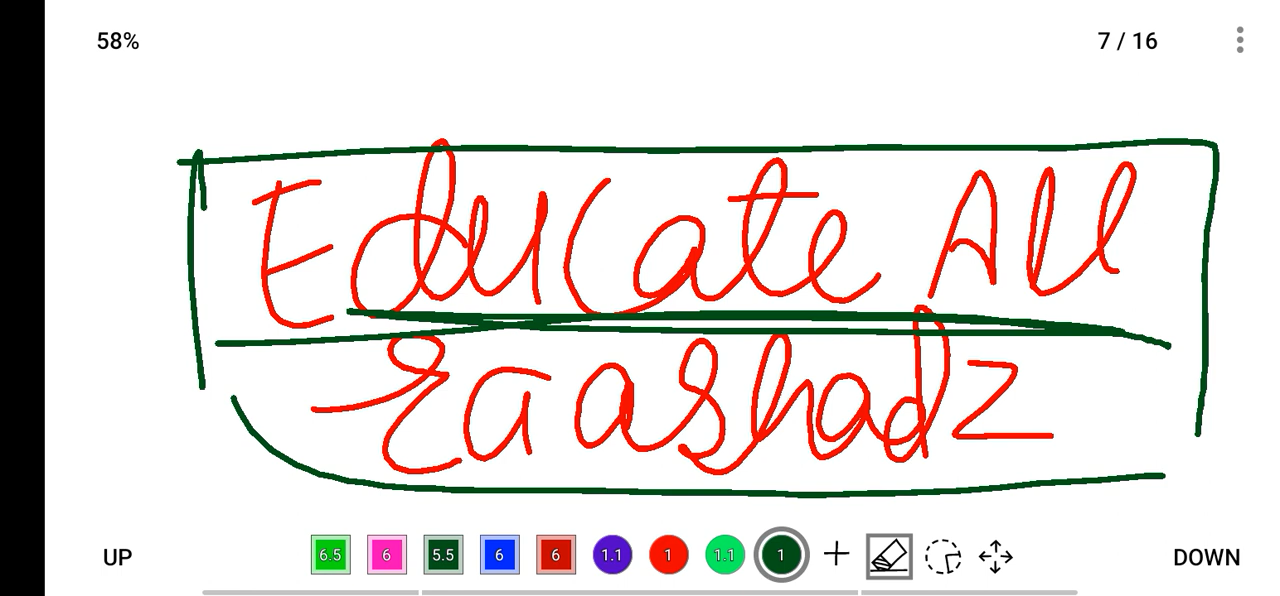 58%
7 / 16
Educate All
Eaashadz
UP
6.5 6 5.5 6 6 1.1 1 1.1 1
DOWN